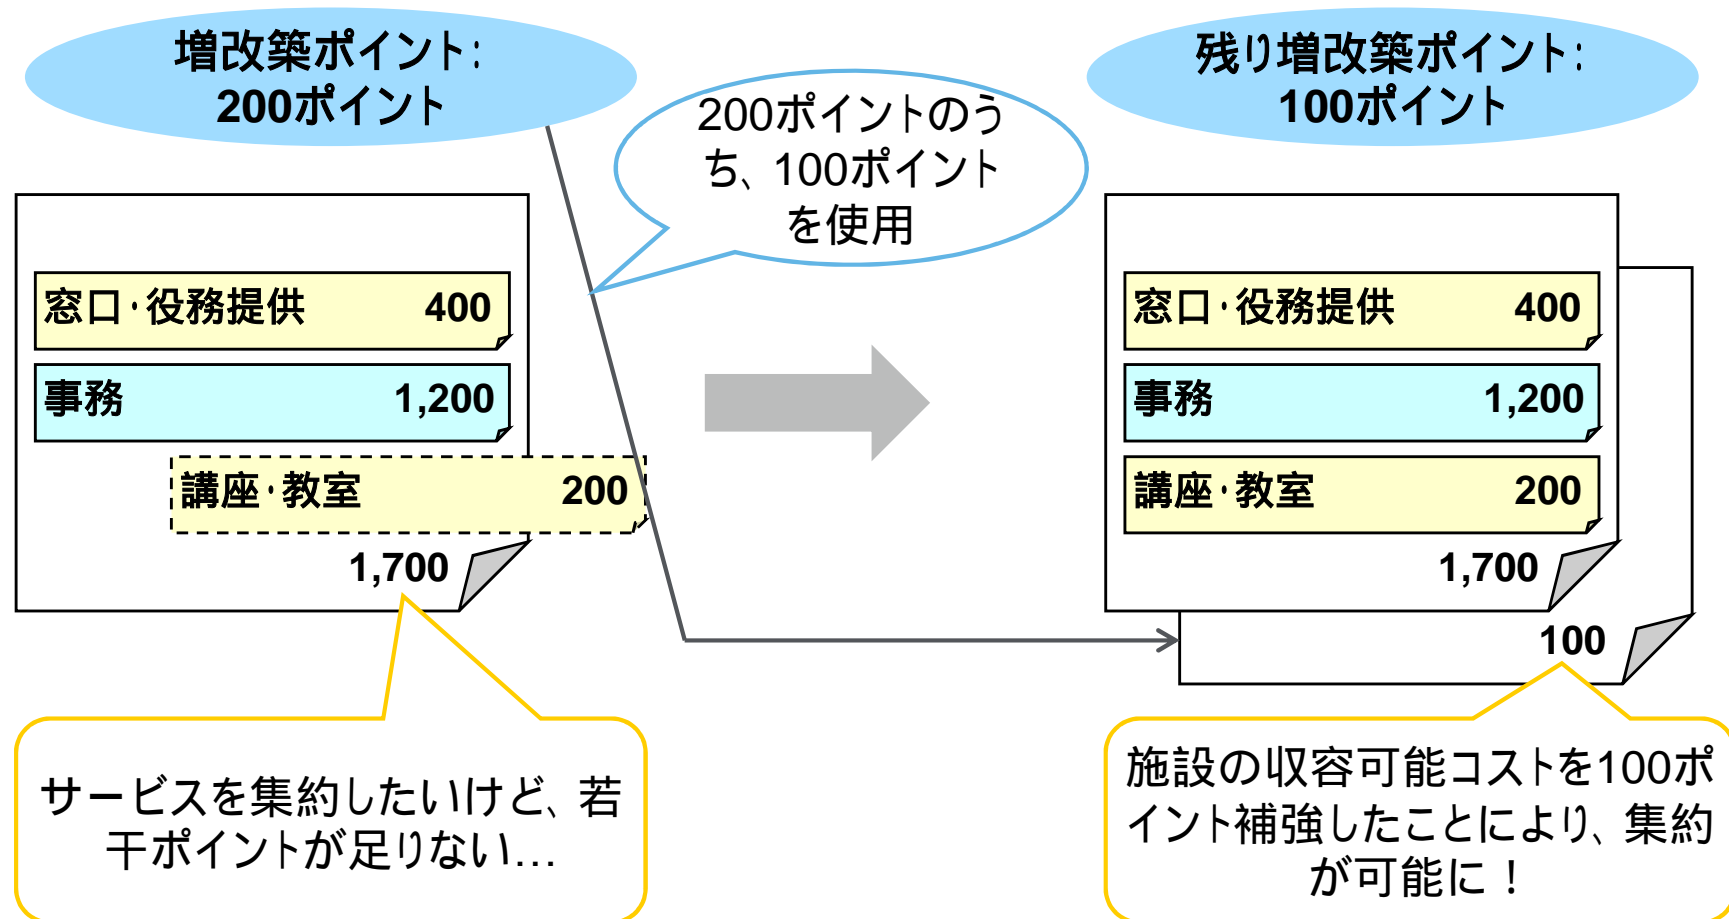 増改築ポイント:
200ポイント
200ポイントのう
ち、100ポイント
を使用
残り増改築ポイント:
100ポイント
窓口・役務提供 400
事務 1,200
講座・教室 200
1,700
サービスを集約したいけど、若
干ポイントが足りない…
窓口・役務提供 400
事務 1,200
講座・教室 200
1,700
100
施設の収容可能コストを100ポ
イント補強したことにより、集約
が可能に！